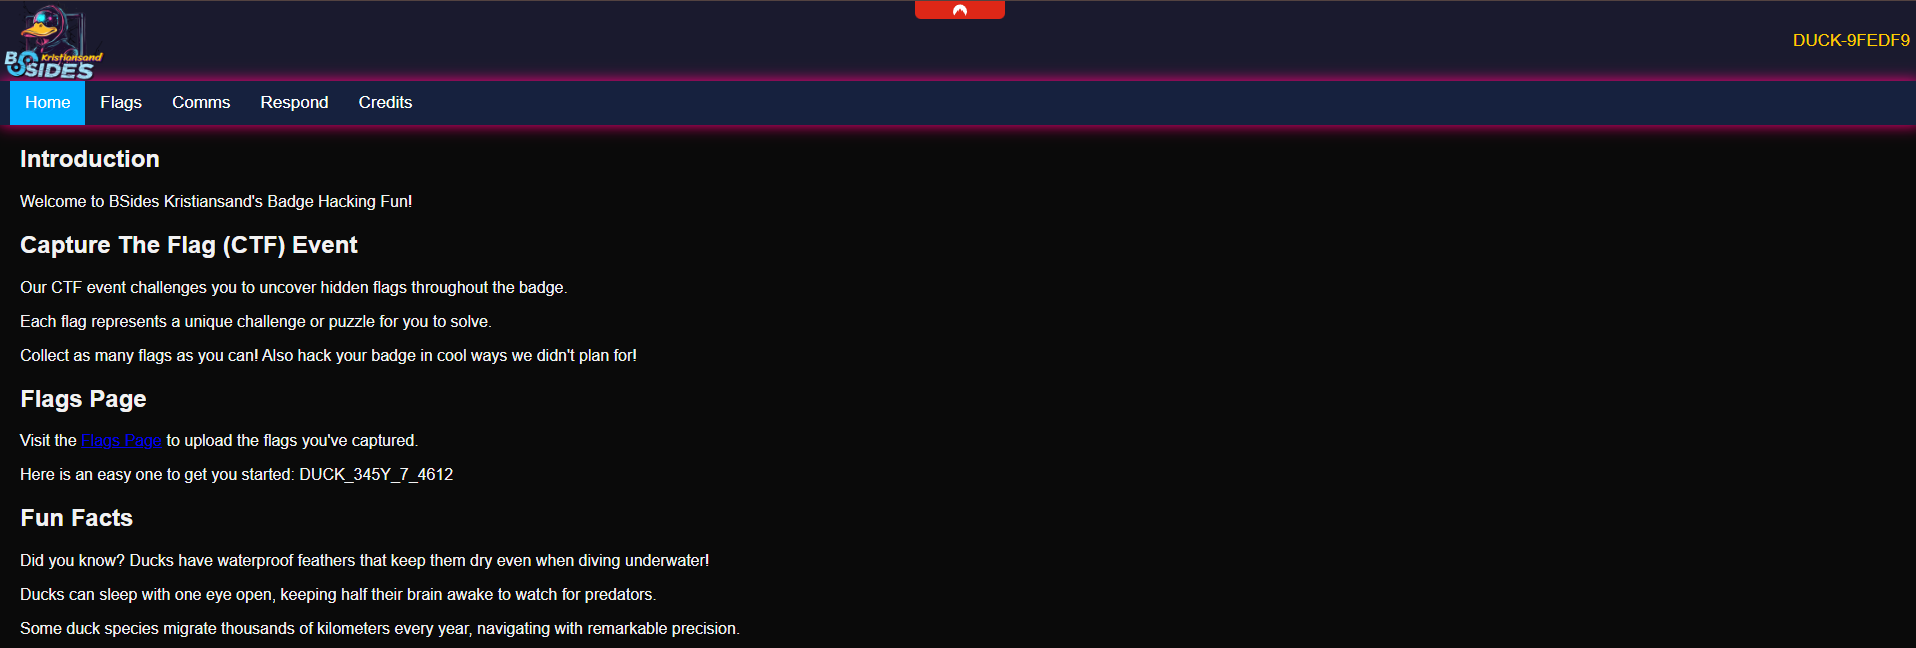 BSIDES Kristiansand
DUCK-9FEDF9
Home Flags Comms Respond Credits
Introduction
Welcome to BSides Kristiansand's Badge Hacking Fun!
Capture The Flag (CTF) Event
Our CTF event challenges you to uncover hidden flags throughout the badge.
Each flag represents a unique challenge or puzzle for you to solve.
Collect as many flags as you can! Also hack your badge in cool ways we didn't plan for!
Flags Page
Visit the Flags Page to upload the flags you've captured.
Here is an easy one to get you started: DUCK_345Y_7_4612
Fun Facts
Did you know? Ducks have waterproof feathers that keep them dry even when diving underwater!
Ducks can sleep with one eye open, keeping half their brain awake to watch for predators.
Some duck species migrate thousands of kilometers every year, navigating with remarkable precision.